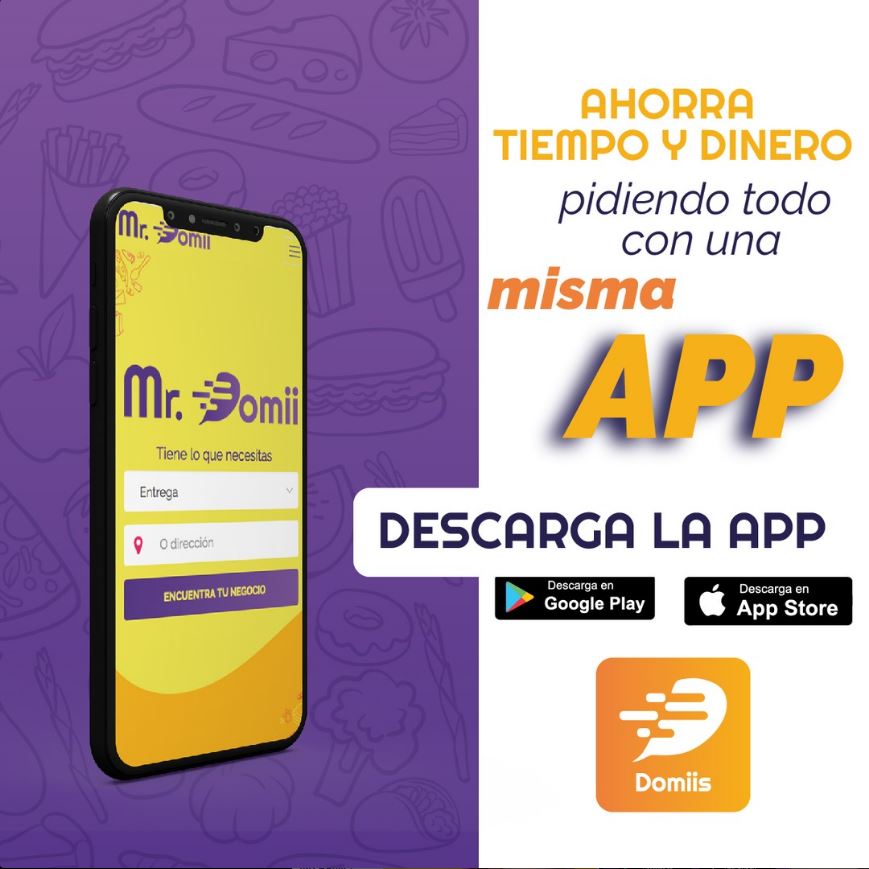 Mr. Domii
Mr. Domii
Tiene lo que necesitas
Entrega
O dirección
ENCUENTRA TU NEGOCIO
AHORRA
TIEMPO Y DINERO
pidiendo todo
con una
misma
APP
DESCARGA LA APP
Descarga en
Google Play
Descarga en
App Store
Domiis